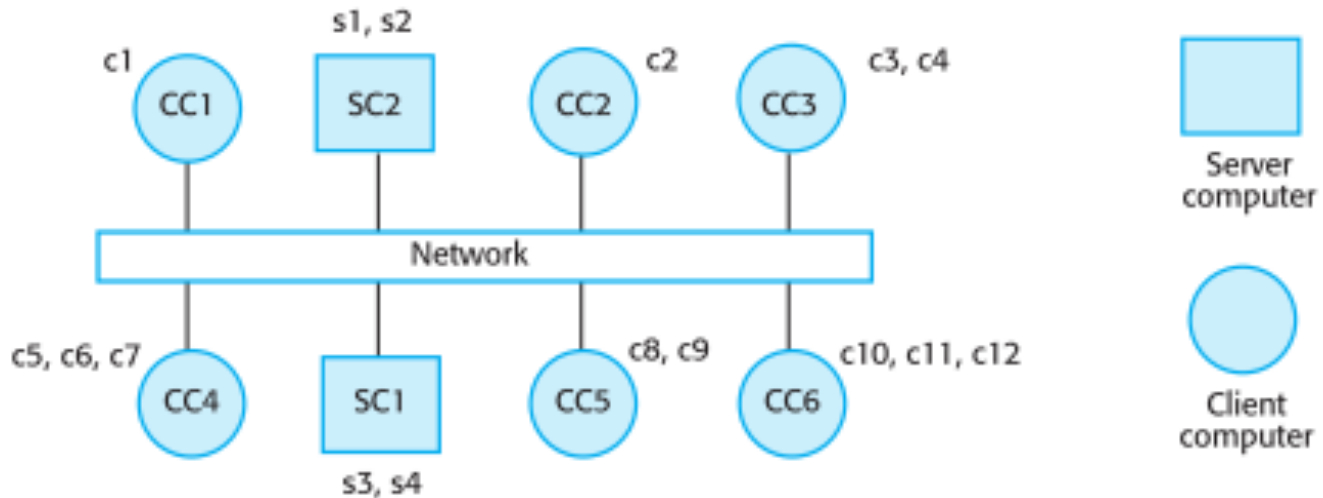 s1, s2
c1
CC1
SC2
CC2
c2
CC3
c3, c4
Server
computer
Network
c5, c6, c7
CC4
SC1
s3, s4
CC5
c8, c9
CC6
c10, c11, c12
Client
computer